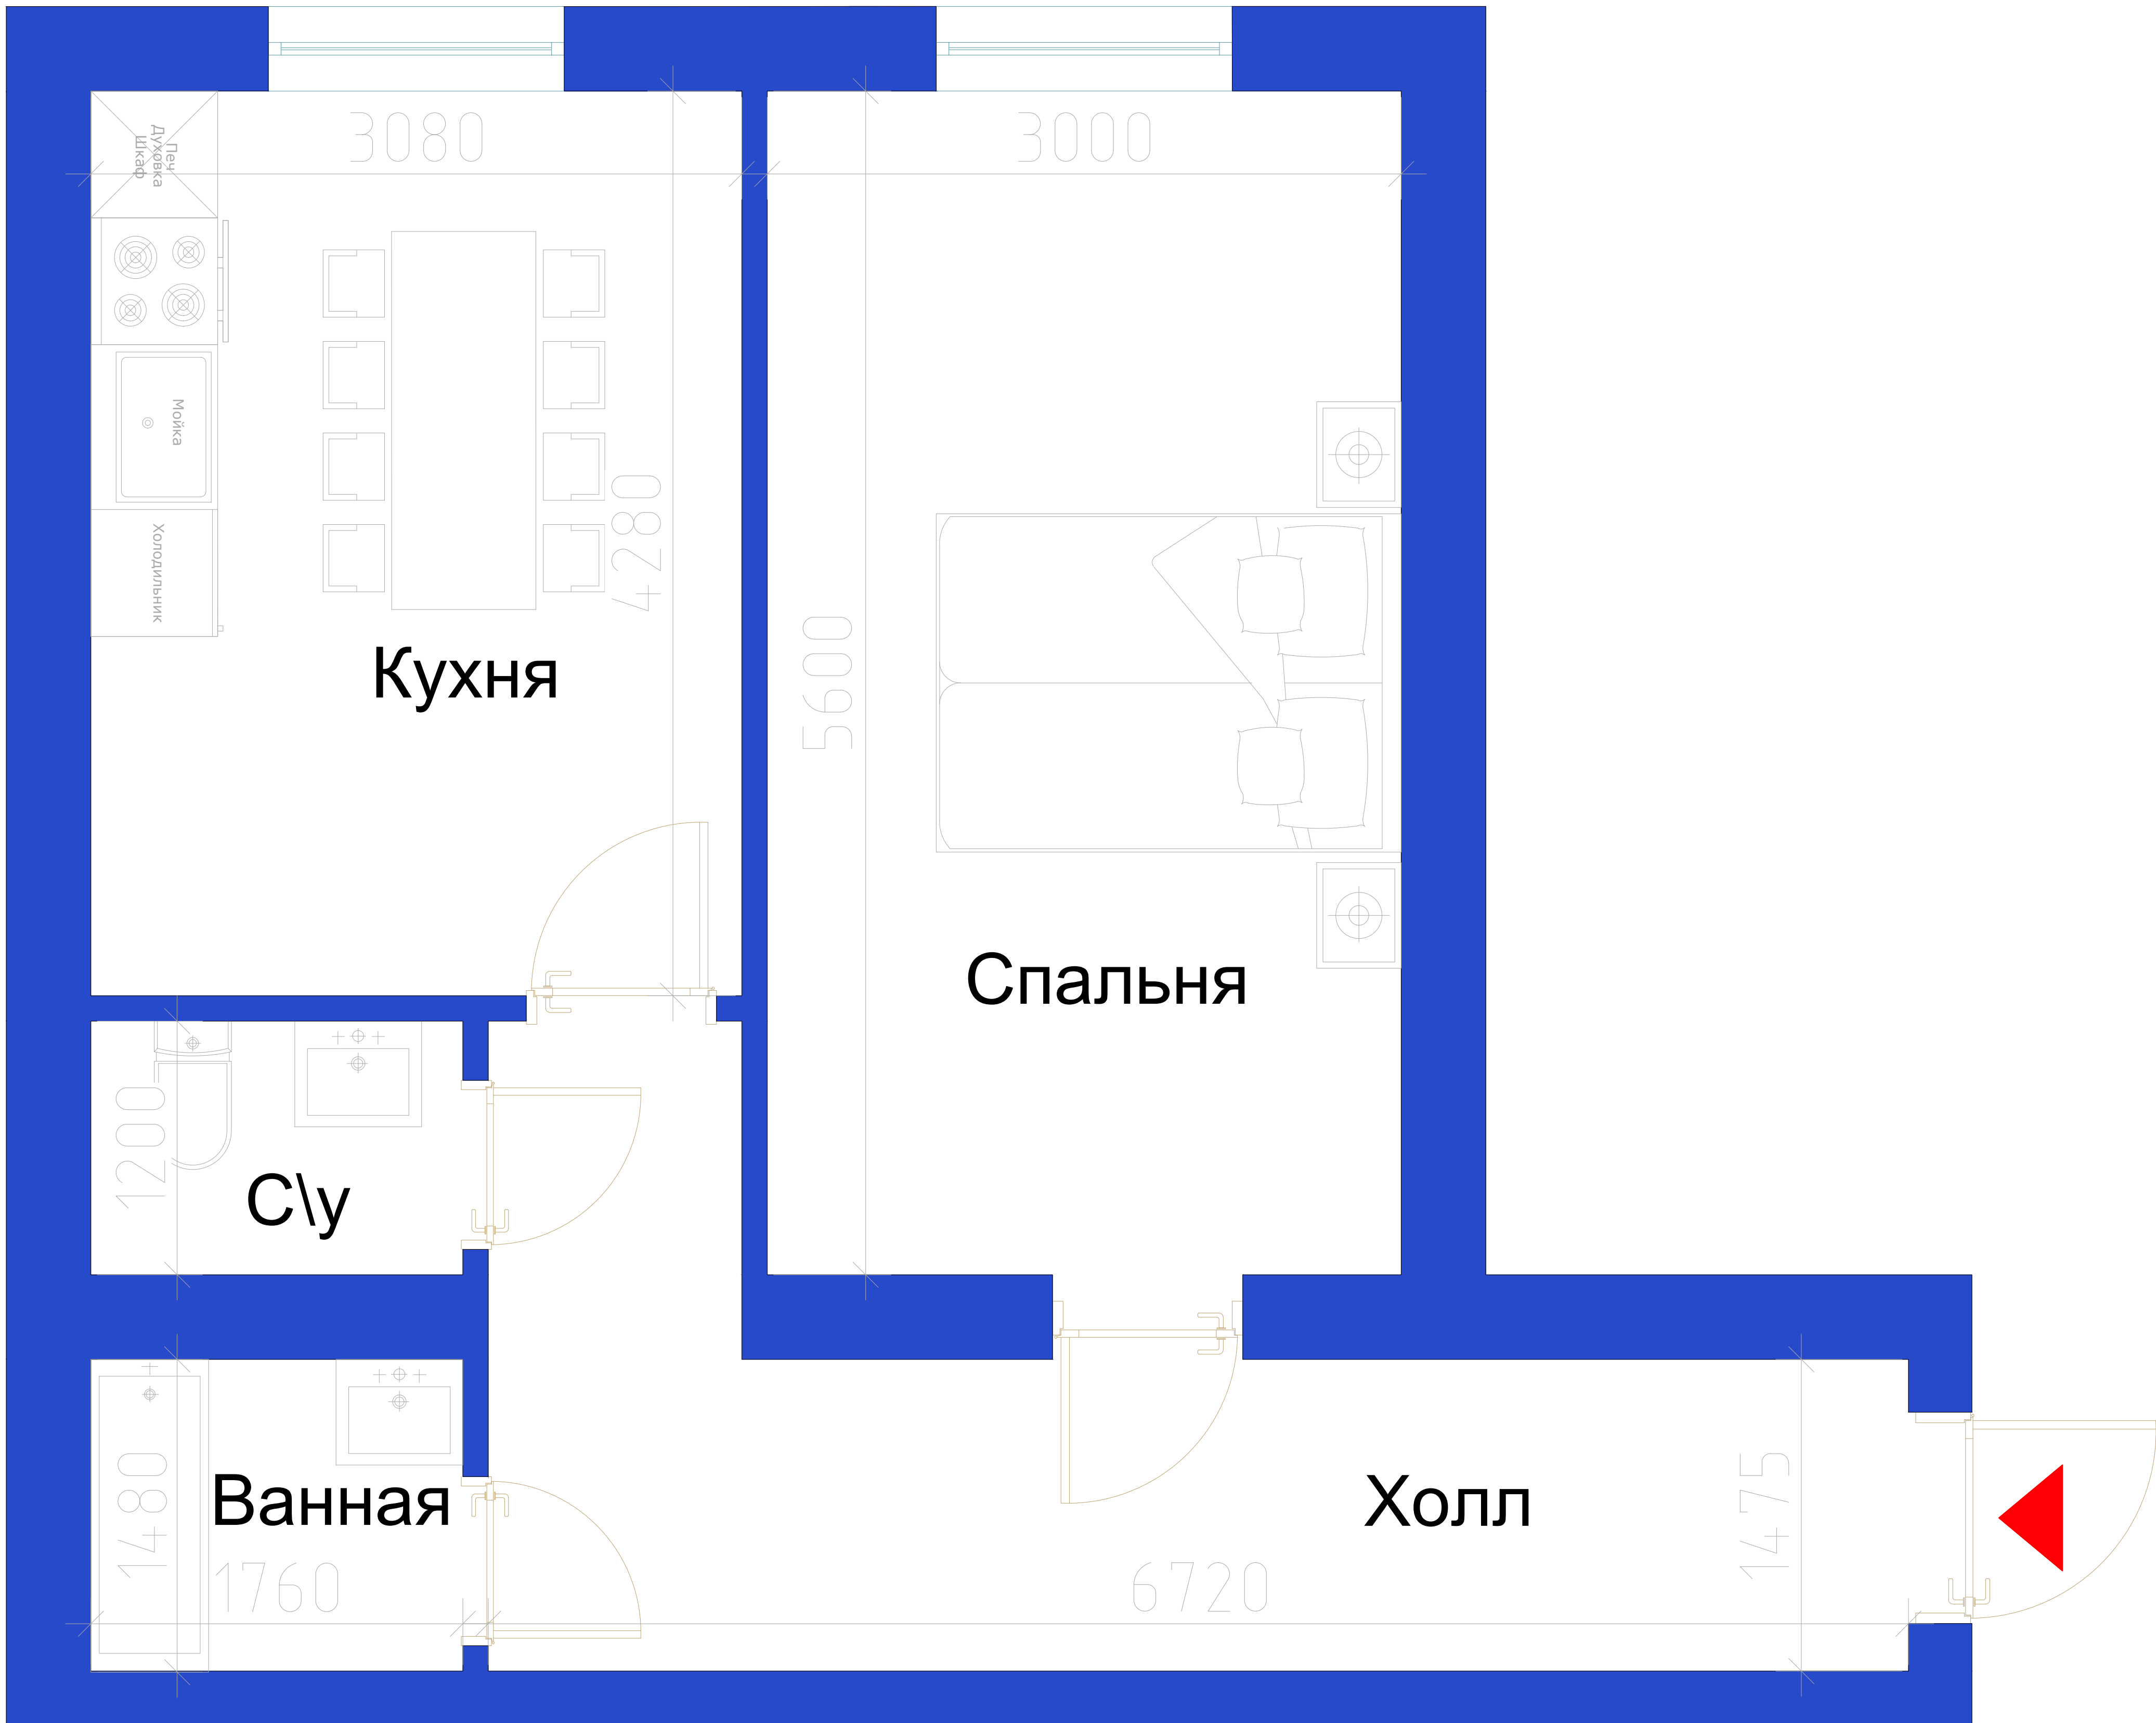 3080
3000
Печ
Духовка
Шкаф
Мойка
4280
Холодильник
5600
Кухня
Спальня
1200
С\у
1480
Ванная
Холл
1475
1760
6720